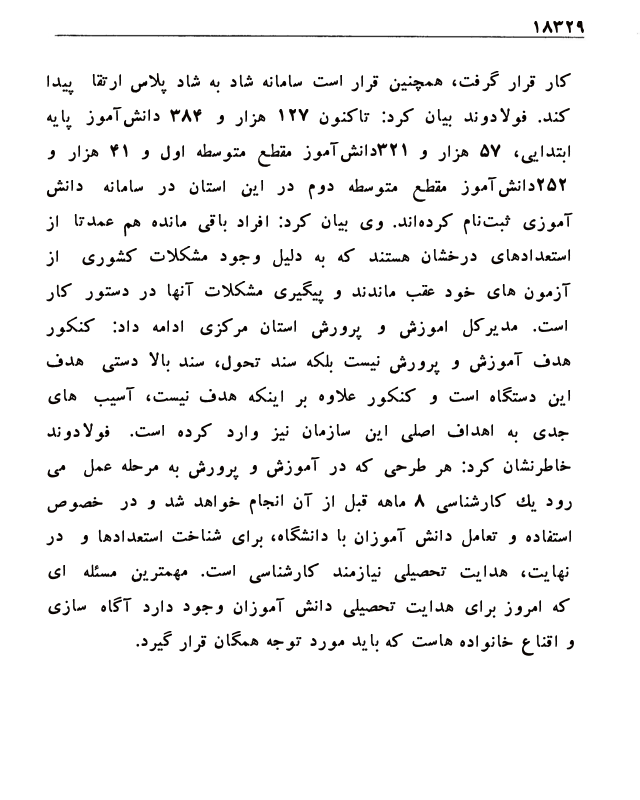 ۱۸۳۲۹
کار قرار گرفت، همچنین قرار است سامانه شاد به شاد پلاس ارتقا پیدا
کند. فولادوند بیان کرد: تاکنون ۱۲۷ هزار و ۳۸۴ دانش‌آموز پایه
ابتدایی، ۵۷ هزار و ۳۲۱دانش‌آموز مقطع متوسطه اول و ۴۱ هزار و
۲۵۲دانش‌آموز مقطع متوسطه دوم در این استان در سامانه دانش
آموزی ثبت‌نام کرده‌اند. وی بیان کرد: افراد باقی مانده هم عمدتا از
استعدادهای درخشان هستند که به دلیل وجود مشکلات کشوری از
آزمون های خود عقب ماندند و پیگیری مشکلات آنها در دستور کار
است. مدیرکل اموزش و پرورش استان مرکزی ادامه داد: کنکور
هدف آموزش و پرورش نیست بلکه سند تحول، سند بالا دستی هدف
این دستگاه است و کنکور علاوه بر اینکه هدف نیست، آسیب های
جدی به اهداف اصلی این سازمان نیز وارد کرده است. فولادوند
خاطرنشان کرد: هر طرحی که در آموزش و پرورش به مرحله عمل می
رود یك کارشناسی ۸ ماهه قبل از آن انجام خواهد شد و در خصوص
استفاده و تعامل دانش آموزان با دانشگاه، برای شناخت استعدادها و در
نهایت، هدایت تحصیلی نیازمند کارشناسی است. مهمترین مسئله ای
که امروز برای هدایت تحصیلی دانش آموزان وجود دارد آگاه سازی
و اقناع خانواده هاست که باید مورد توجه همگان قرار گیرد.